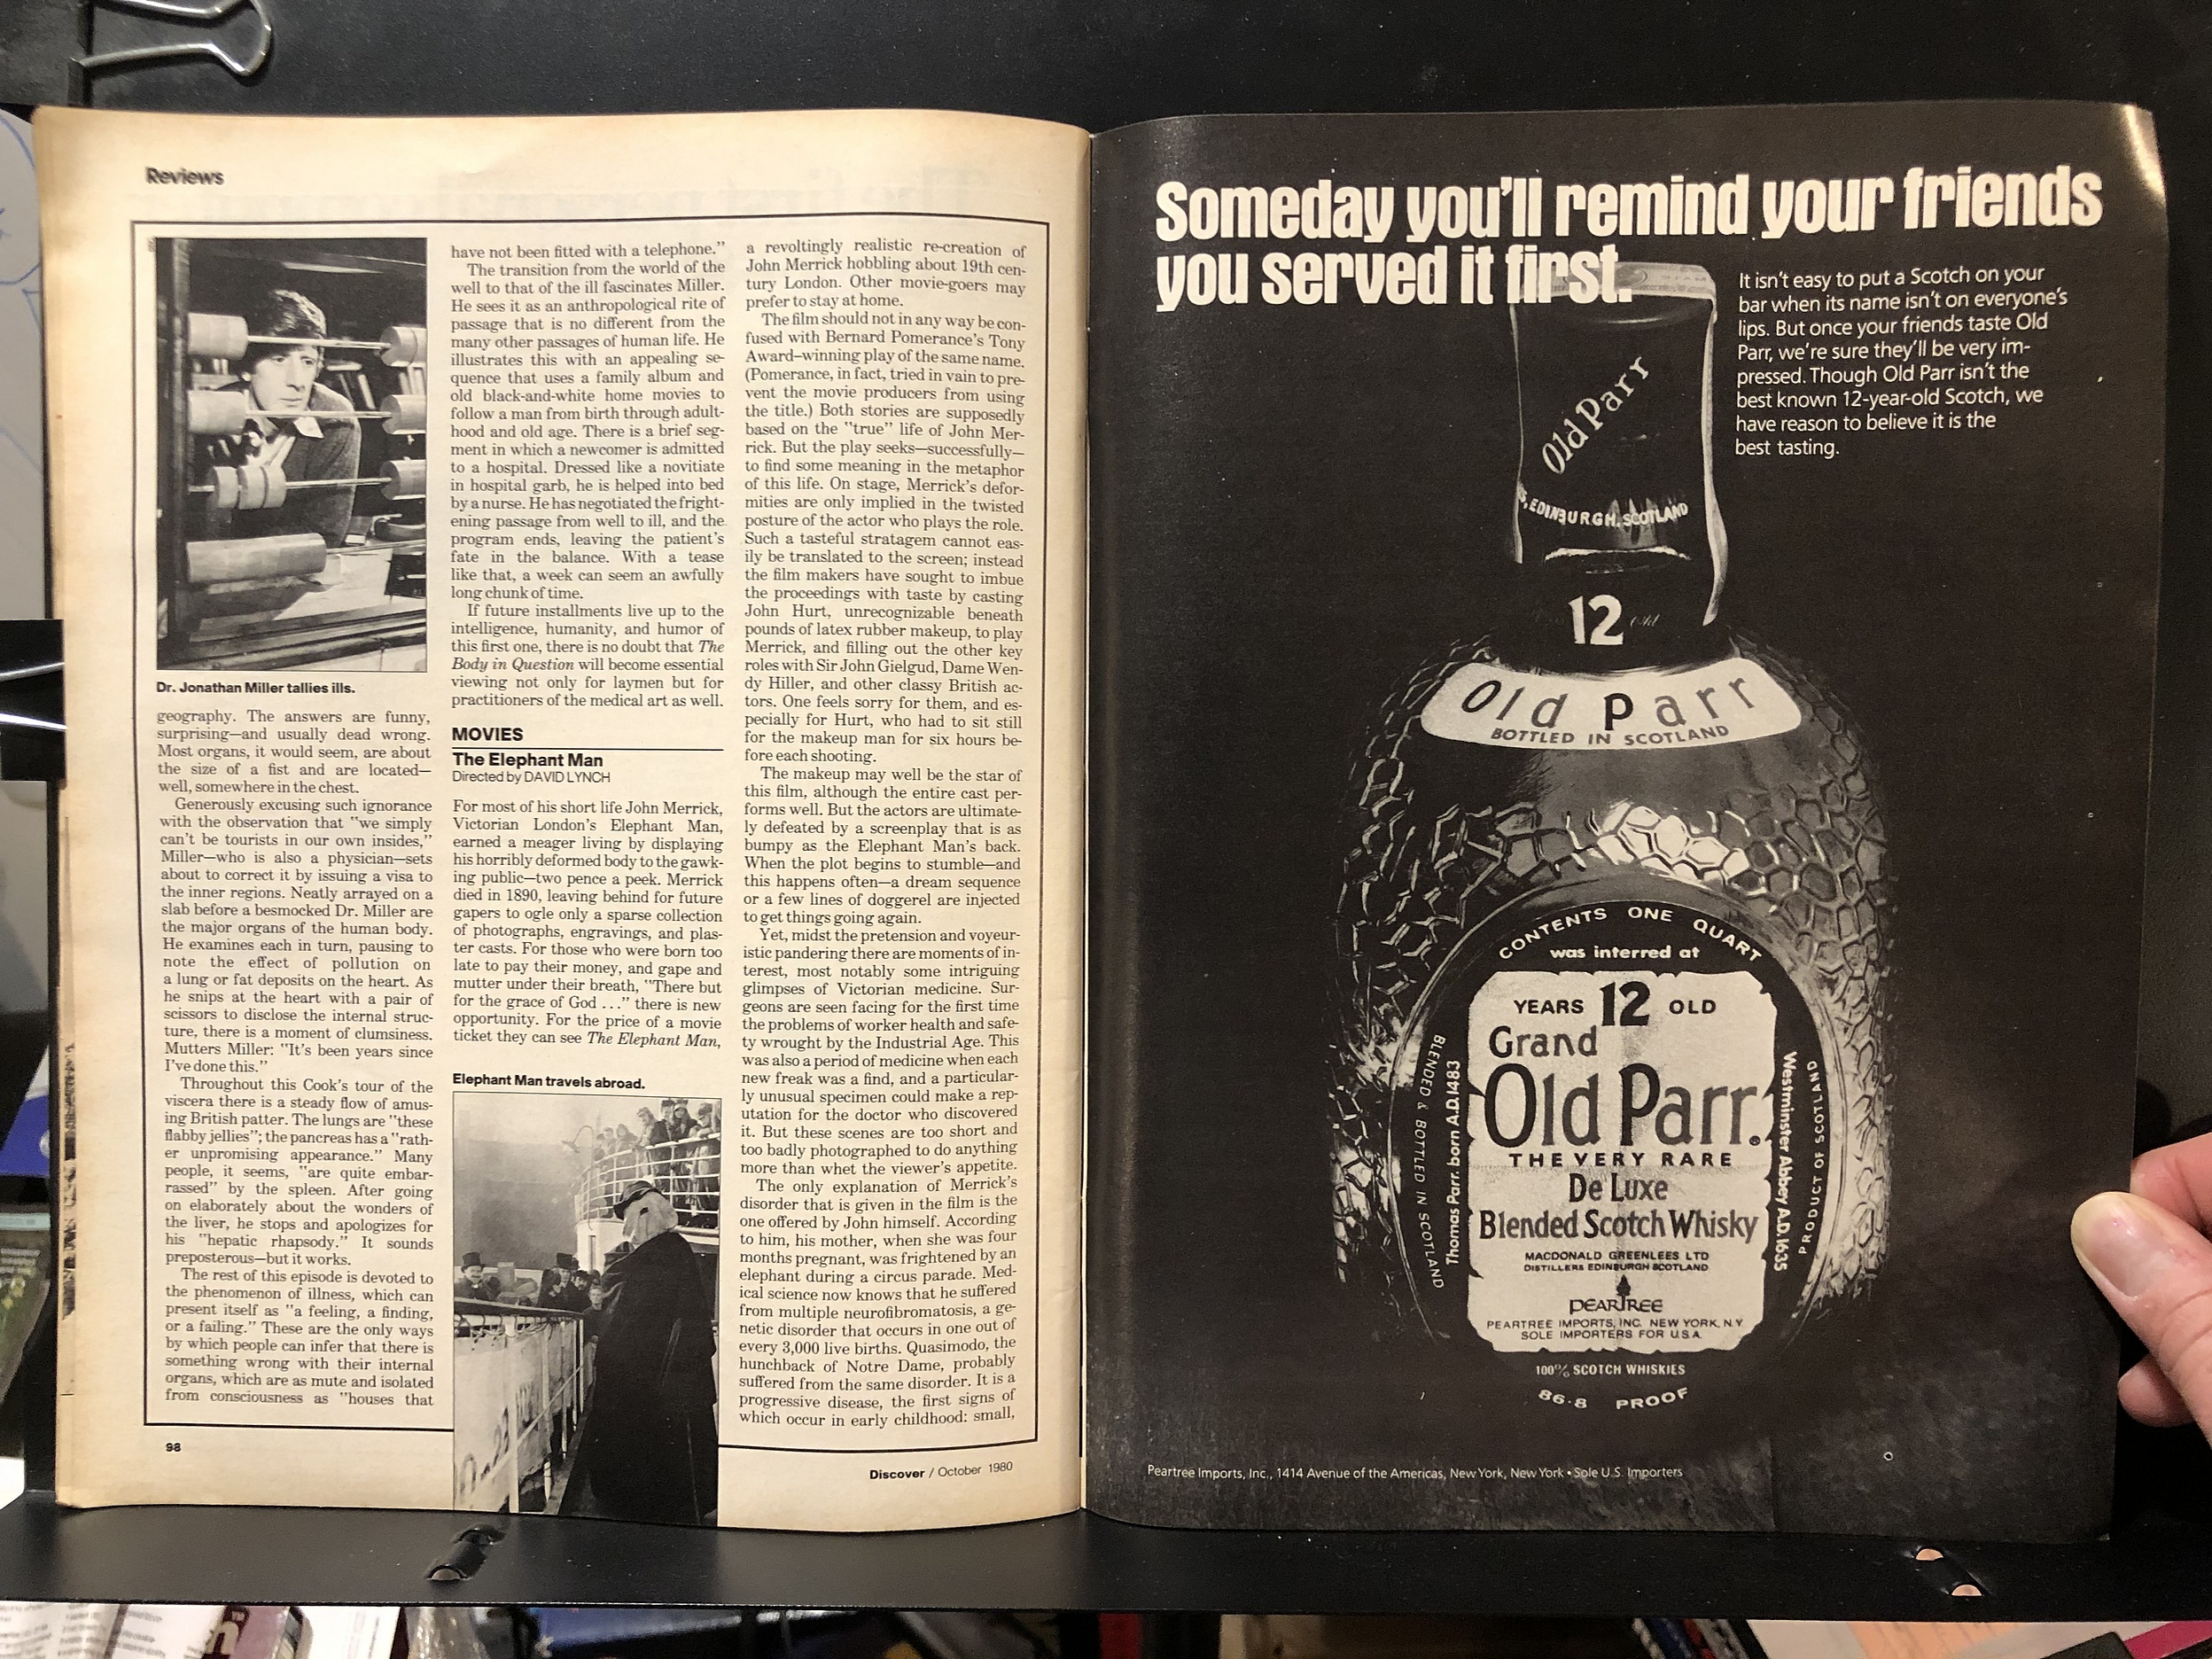 Reviews
Dr. Jonathan Miller tallies ills.
geography. The answers are funny,
surprising—and usually dead wrong.
Most organs, it would seem, are about
the size of a fist and are located—
well, somewhere in the chest.
Generously excusing such ignorance
with the observation that "we simply
can't be tourists in our own insides,"
Miller—who is also a physician—sets
about to correct it by issuing a visa to
the inner regions. Neatly arrayed on a
slab before a besmocked Dr. Miller are
the major organs of the human body.
He examines each in turn, pausing to
note the effect of pollution on
a lung or fat deposits on the heart. As
he snips at the heart with a pair of
scissors to disclose the internal struc-
ture, there is a moment of clumsiness.
Mutters Miller: "It's been years since
I've done this."
Throughout this Cook's tour of the
viscera there is a steady flow of amus-
ing British patter. The lungs are "these
flabby jellies"; the pancreas has a "rath-
er unpromising appearance." Many
people, it seems, "are quite embar-
rassed" by the spleen. After going
on elaborately about the wonders of
the liver, he stops and apologizes for
his "hepatic rhapsody." It sounds
preposterous—but it works.
The rest of this episode is devoted to
the phenomenon of illness, which can
present itself as "a feeling, a finding,
or a failing." These are the only ways
by which people can infer that there is
something wrong with their internal
organs, which are as mute and isolated
from consciousness as "houses that
have not been fitted with a telephone."
The transition from the world of the
well to that of the ill fascinates Miller.
He sees it as an anthropological rite of
passage that is no different from the
many other passages of human life. He
illustrates this with an appealing se-
quence that uses a family album and
old black-and-white home movies to
follow a man from birth through adult-
hood and old age. There is a brief seg-
ment in which a newcomer is admitted
to a hospital. Dressed like a novitiate
in hospital garb, he is helped into bed
by a nurse. He has negotiated the fright-
ening passage from well to ill, and the
program ends, leaving the patient's
fate in the balance. With a tease
like that, a week can seem an awfully
long chunk of time.
If future installments live up to the
intelligence, humanity, and humor of
this first one, there is no doubt that The
Body in Question will become essential
viewing not only for laymen but for
practitioners of the medical art as well.
MOVIES
The Elephant Man
Directed by DAVID LYNCH
For most of his short life John Merrick,
Victorian London's Elephant Man,
earned a meager living by displaying
his horribly deformed body to the gawk-
ing public—two pence a peek. Merrick
died in 1890, leaving behind for future
gapers to ogle only a sparse collection
of photographs, engravings, and plas-
ter casts. For those who were born too
late to pay their money, and gape and
mutter under their breath, "There but
for the grace of God ..." there is new
opportunity. For the price of a movie
ticket they can see The Elephant Man,
Elephant Man travels abroad.
a revoltingly realistic re-creation of
John Merrick hobbling about 19th cen-
tury London. Other movie-goers may
prefer to stay at home.
The film should not in any way be con-
fused with Bernard Pomerance's Tony
Award–winning play of the same name.
(Pomerance, in fact, tried in vain to pre-
vent the movie producers from using
the title.) Both stories are supposedly
based on the "true" life of John Mer-
rick. But the play seeks—successfully—
to find some meaning in the metaphor
of this life. On stage, Merrick's defor-
mities are only implied in the twisted
posture of the actor who plays the role.
Such a tasteful stratagem cannot eas-
ily be translated to the screen; instead
the film makers have sought to imbue
the proceedings with taste by casting
John Hurt, unrecognizable beneath
pounds of latex rubber makeup, to play
Merrick, and filling out the other key
roles with Sir John Gielgud, Dame Wen-
dy Hiller, and other classy British ac-
tors. One feels sorry for them, and es-
pecially for Hurt, who had to sit still
for the makeup man for six hours be-
fore each shooting.
The makeup may well be the star of
this film, although the entire cast per-
forms well. But the actors are ultimate-
ly defeated by a screenplay that is as
bumpy as the Elephant Man's back.
When the plot begins to stumble—and
this happens often—a dream sequence
or a few lines of doggerel are injected
to get things going again.
Yet, midst the pretension and voyeur-
istic pandering there are moments of in-
terest, most notably some intriguing
glimpses of Victorian medicine. Sur-
geons are seen facing for the first time
the problems of worker health and safe-
ty wrought by the Industrial Age. This
was also a period of medicine when each
new freak was a find, and a particular-
ly unusual specimen could make a rep-
utation for the doctor who discovered
it. But these scenes are too short and
too badly photographed to do anything
more than whet the viewer's appetite.
The only explanation of Merrick's
disorder that is given in the film is the
one offered by John himself. According
to him, his mother, when she was four
months pregnant, was frightened by an
elephant during a circus parade. Med-
ical science now knows that he suffered
from multiple neurofibromatosis, a ge-
netic disorder that occurs in one out of
every 3,000 live births. Quasimodo, the
hunchback of Notre Dame, probably
suffered from the same disorder. It is a
progressive disease, the first signs of
which occur in early childhood: small,
98
Discover / October 1980
Someday you'll remind your friends
you served it first.
It isn't easy to put a Scotch on your
bar when its name isn't on everyone's
lips. But once your friends taste Old
Parr, we're sure they'll be very im-
pressed. Though Old Parr isn't the
best known 12-year-old Scotch, we
have reason to believe it is the
best tasting.
Old Parr
EDINBURGH, SCOTLAND
12 Old
Old Parr
BOTTLED IN SCOTLAND
CONTENTS ONE QUART
was interred at
YEARS 12 OLD
Grand
Old Parr.
THE VERY RARE
De Luxe
Blended Scotch Whisky
MACDONALD GREENLEES LTD
DISTILLERS EDINBURGH SCOTLAND
PEARTREE
PEARTREE IMPORTS, INC. NEW YORK, N.Y.
SOLE IMPORTERS FOR U.S.A.
BLENDED & BOTTLED IN SCOTLAND
Thomas Parr. born A.D.1483
Westminster Abbey A.D.1635
PRODUCT OF SCOTLAND
100% SCOTCH WHISKIES
86·8 PROOF
Peartree Imports, Inc., 1414 Avenue of the Americas, New York, New York • Sole U.S. Importers